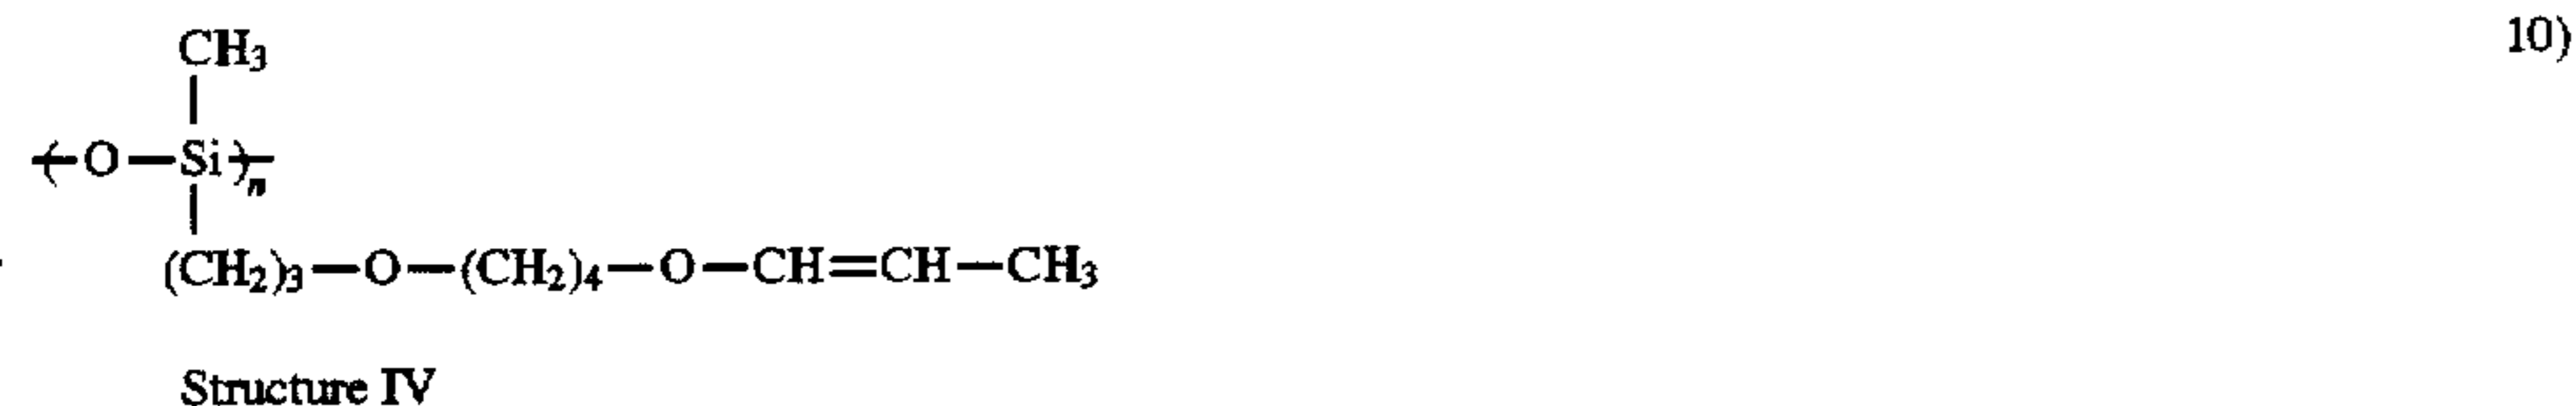 CH3 10)
(O—Si)n
(CH2)3—O—(CH2)4—O—CH=CH—CH3
Structure IV